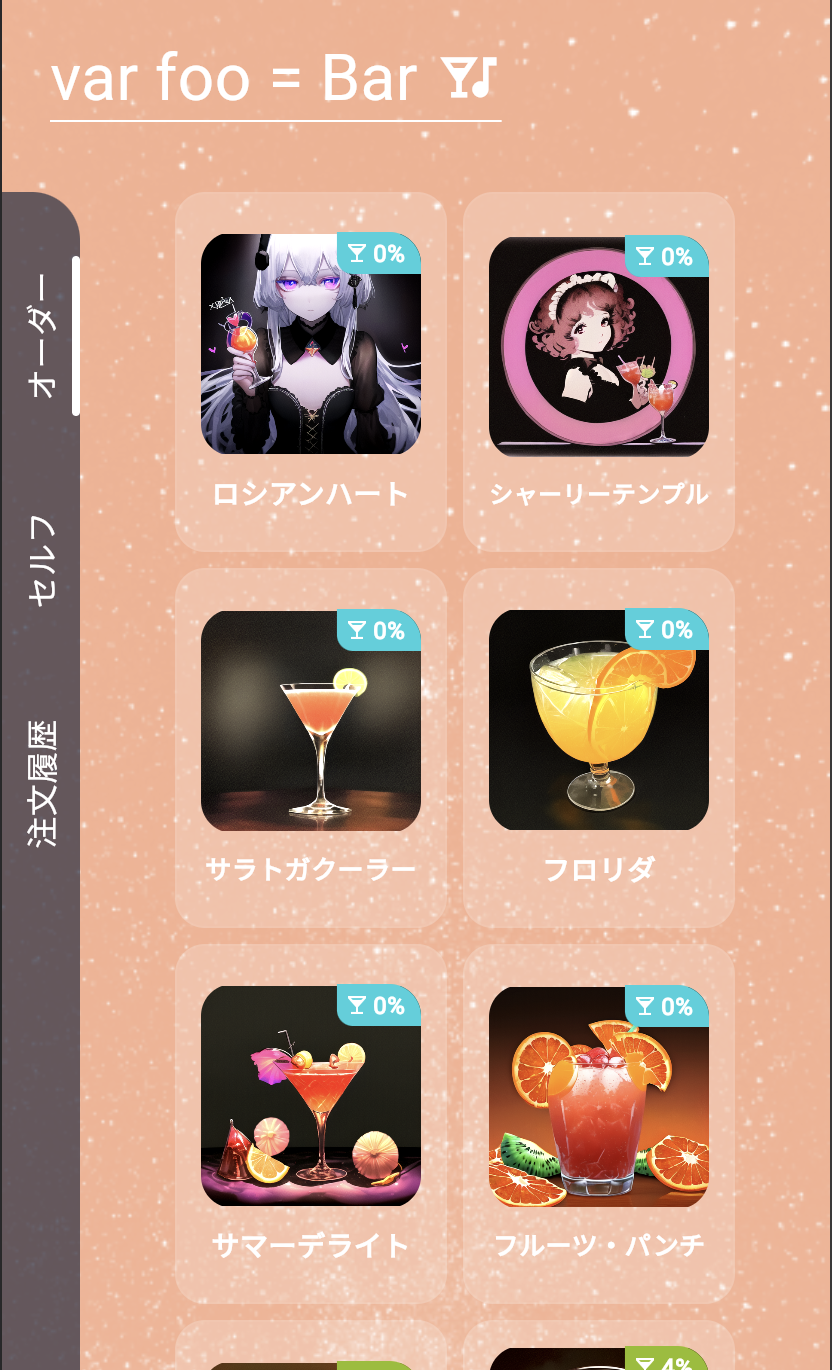 var foo = Bar
オーダー
セルフ
注文履歴
0%
ロシアンハート
0%
シャーリーテンプル
0%
サラトガクーラー
0%
フロリダ
0%
サマーデライト
0%
フルーツ・パンチ
4%